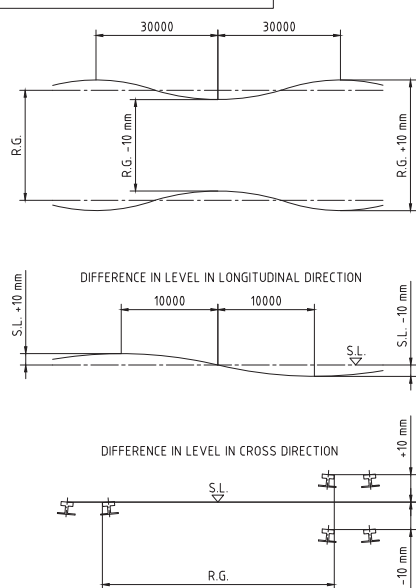 30000 30000
R.G.
R.G. -10 mm
R.G. +10 mm
DIFFERENCE IN LEVEL IN LONGITUDINAL DIRECTION
S.L. +10 mm
10000 10000
S.L.
S.L. -10 mm
DIFFERENCE IN LEVEL IN CROSS DIRECTION
+10 mm
S.L.
R.G.
-10 mm